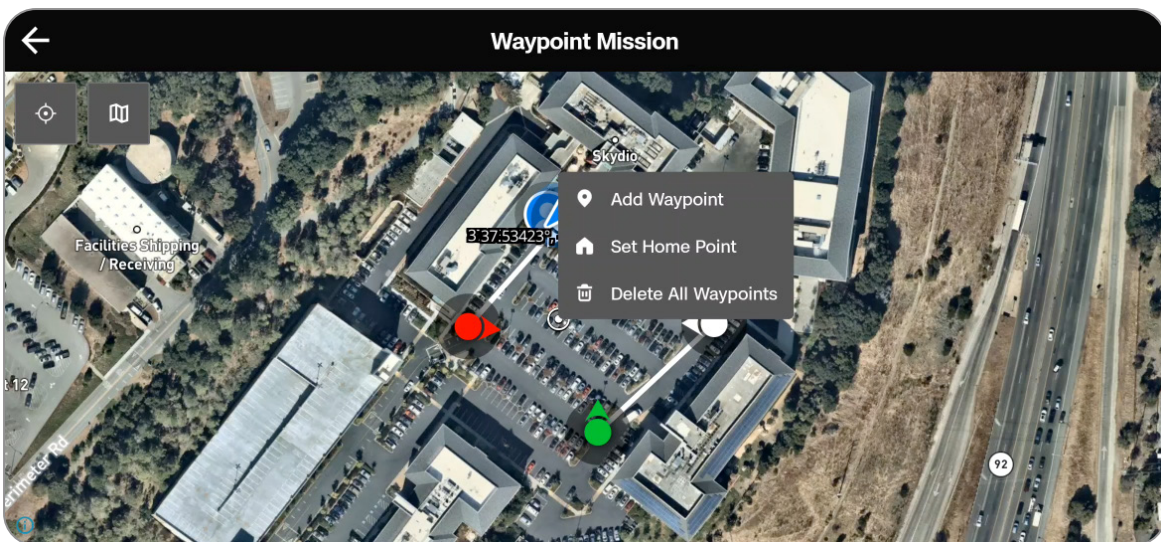 Waypoint Mission
Skydio
Add Waypoint
37.53423°
Set Home Point
Facilities Shipping
/ Receiving
Delete All Waypoints
12
Perimeter Rd
92